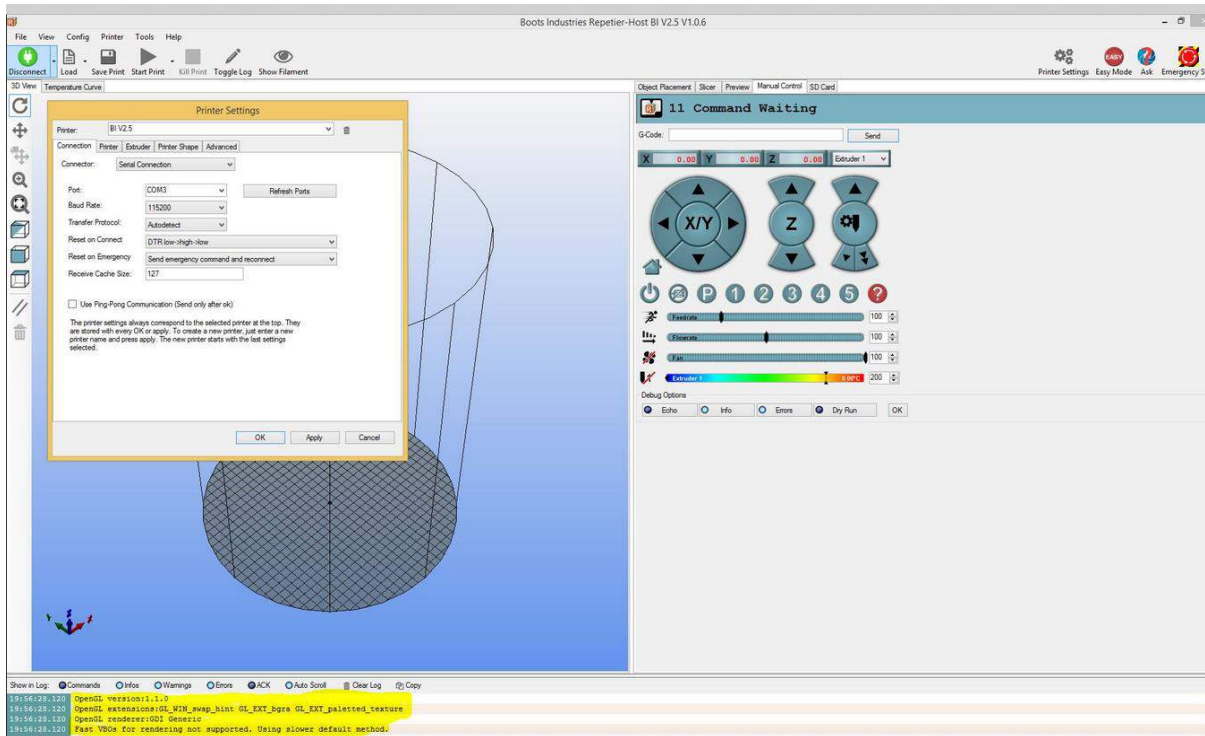 Boots Industries Repetier-Host BI V2.5 V1.0.6
File View Config Printer Tools Help
Disconnect Load Save Print Start Print Kill Print Toggle Log Show Filament
Printer Settings Easy Mode Ask Emergency S
EASY
3D View Temperature Curve
Object Placement Slicer Preview Manual Control SD Card
Printer Settings
Printer: BI V2.5
Connection Printer Extruder Printer Shape Advanced
Connector: Serial Connection
Port: COM3 Refresh Ports
Baud Rate: 115200
Transfer Protocol: Autodetect
Reset on Connect DTR low->high->low
Reset on Emergency Send emergency command and reconnect
Receive Cache Size: 127
Use Ping-Pong Communication (Send only after ok)
The printer settings always correspond to the selected printer at the top. They
are stored with every OK or apply. To create a new printer, just enter a new
printer name and press apply. The new printer starts with the last settings
selected.
OK Apply Cancel
11 Command Waiting
G-Code: Send
X 0.00 Y 0.00 Z 0.00 Extruder 1
X/Y Z
P 1 2 3 4 5 ?
Feedrate 100
Flowrate 100
Fan 100
Extruder 1 0.00°C 200
Debug Options
Echo Info Errors Dry Run OK
Show in Log: Commands Infos Warnings Errors ACK Auto Scroll Clear Log Copy
19:56:28.120 OpenGL version:1.1.0
19:56:28.120 OpenGL extensions:GL_WIN_swap_hint GL_EXT_bgra GL_EXT_paletted_texture
19:56:28.120 OpenGL renderer:GDI Generic
19:56:28.120 Fast VBOs for rendering not supported. Using slower default method.